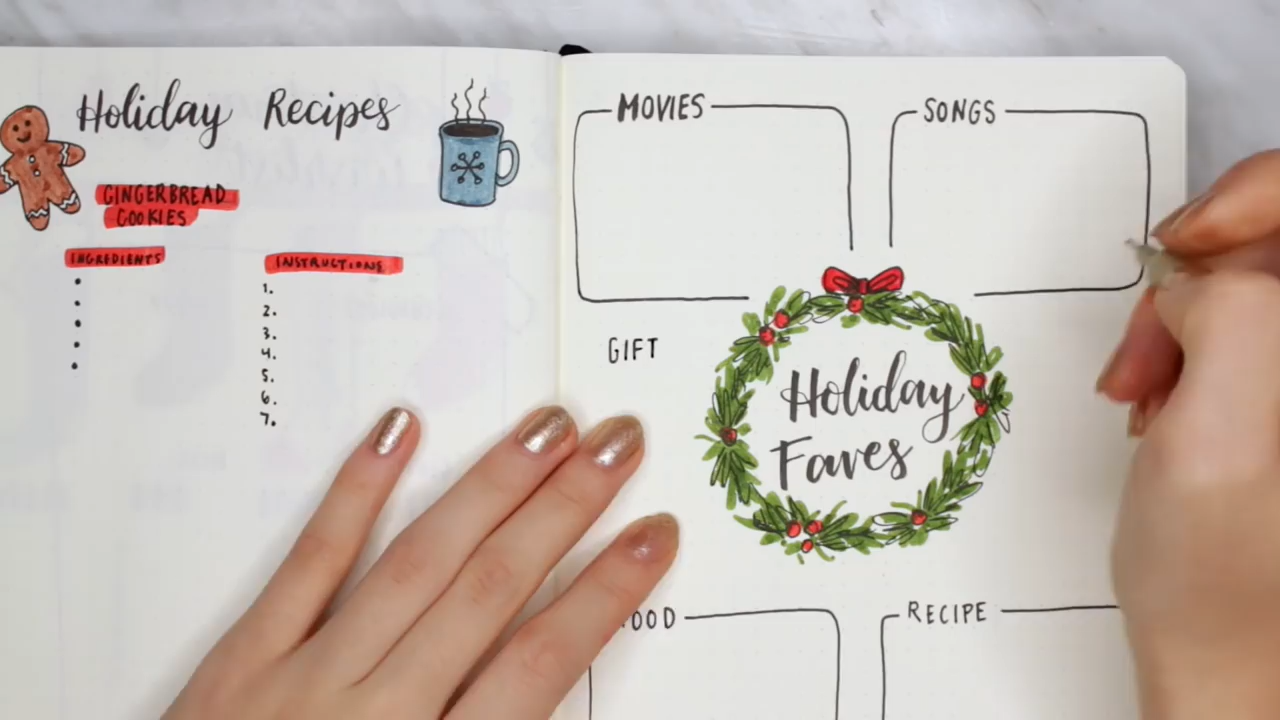 Holiday Recipes
GINGERBREAD
COOKIES
INGREDIENTS
INSTRUCTIONS
1.
2.
3.
4.
5.
6.
7.
MOVIES
SONGS
GIFT
Holiday
Faves
RECIPE